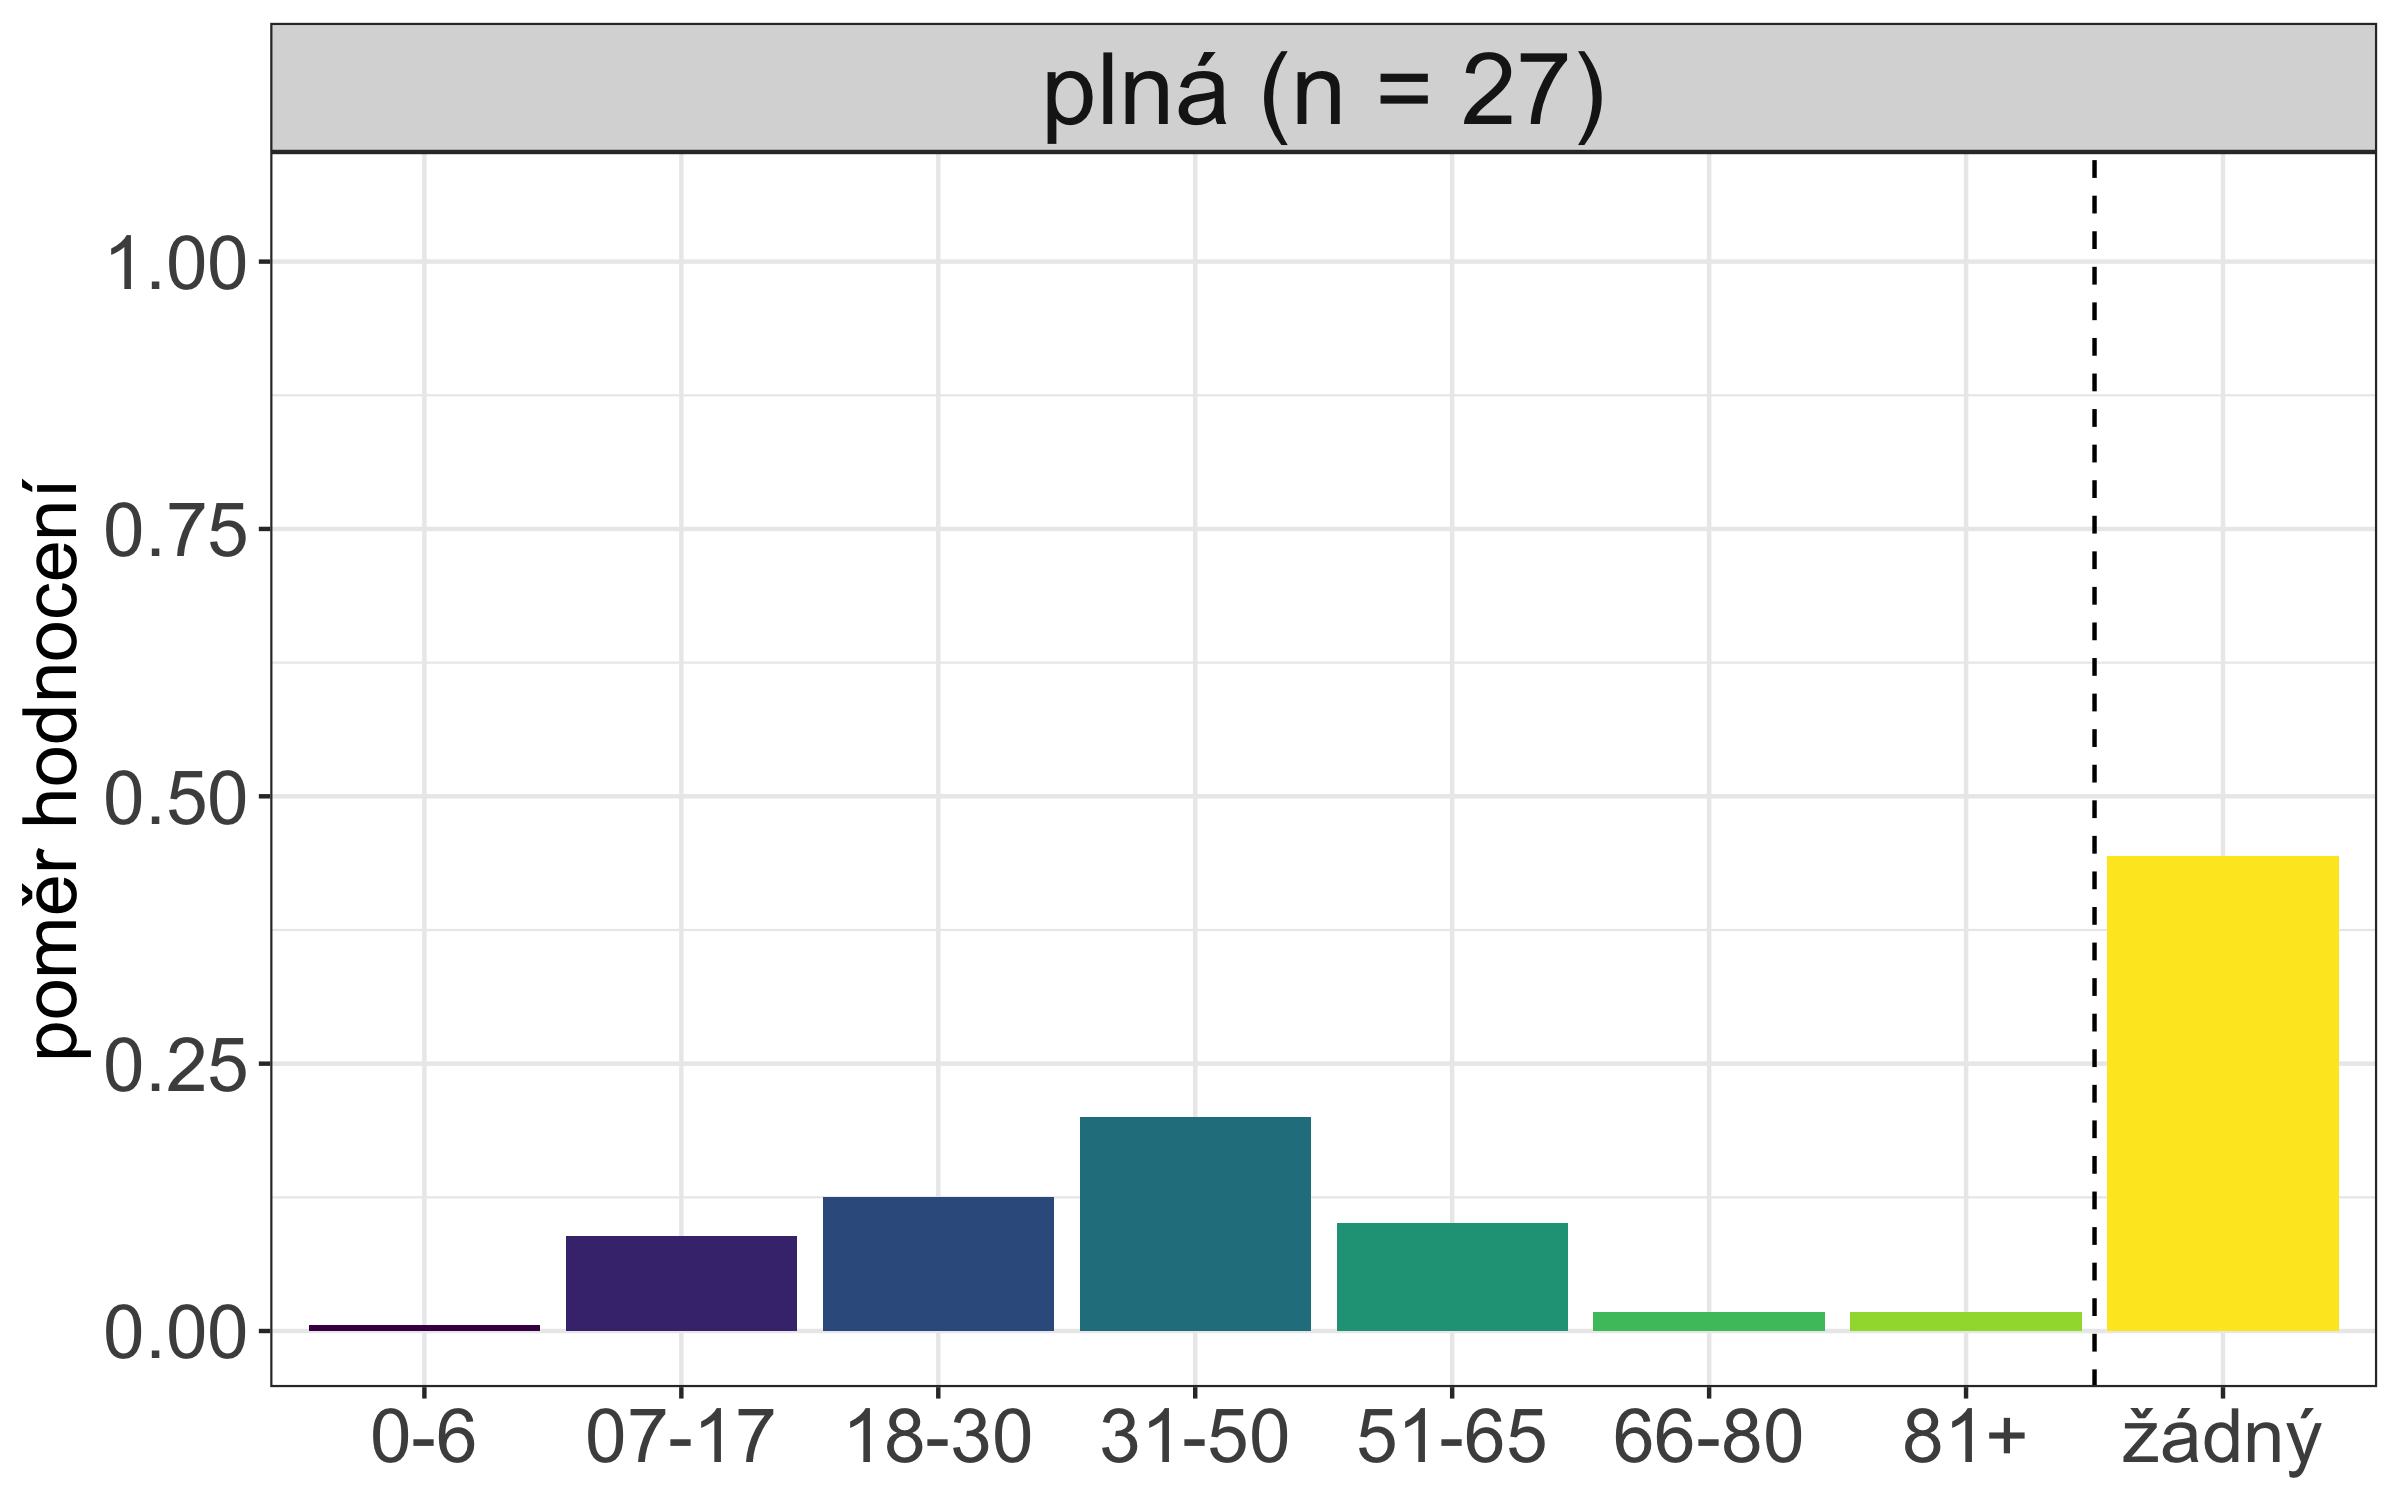 plná (n = 27)
poměr hodnocení
1.00
0.75
0.50
0.25
0.00
0-6 07-17 18-30 31-50 51-65 66-80 81+ žádný